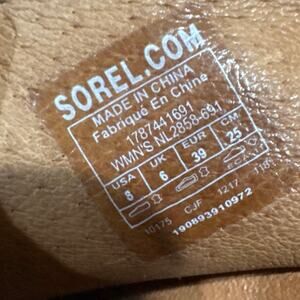 SOREL.COM
MADE IN CHINA
Fabriqué En Chine
1787441691
WMN'S NL2858-691
USA UK EUR CM
8 6 39 25
10175 CJF 1217
190893910972